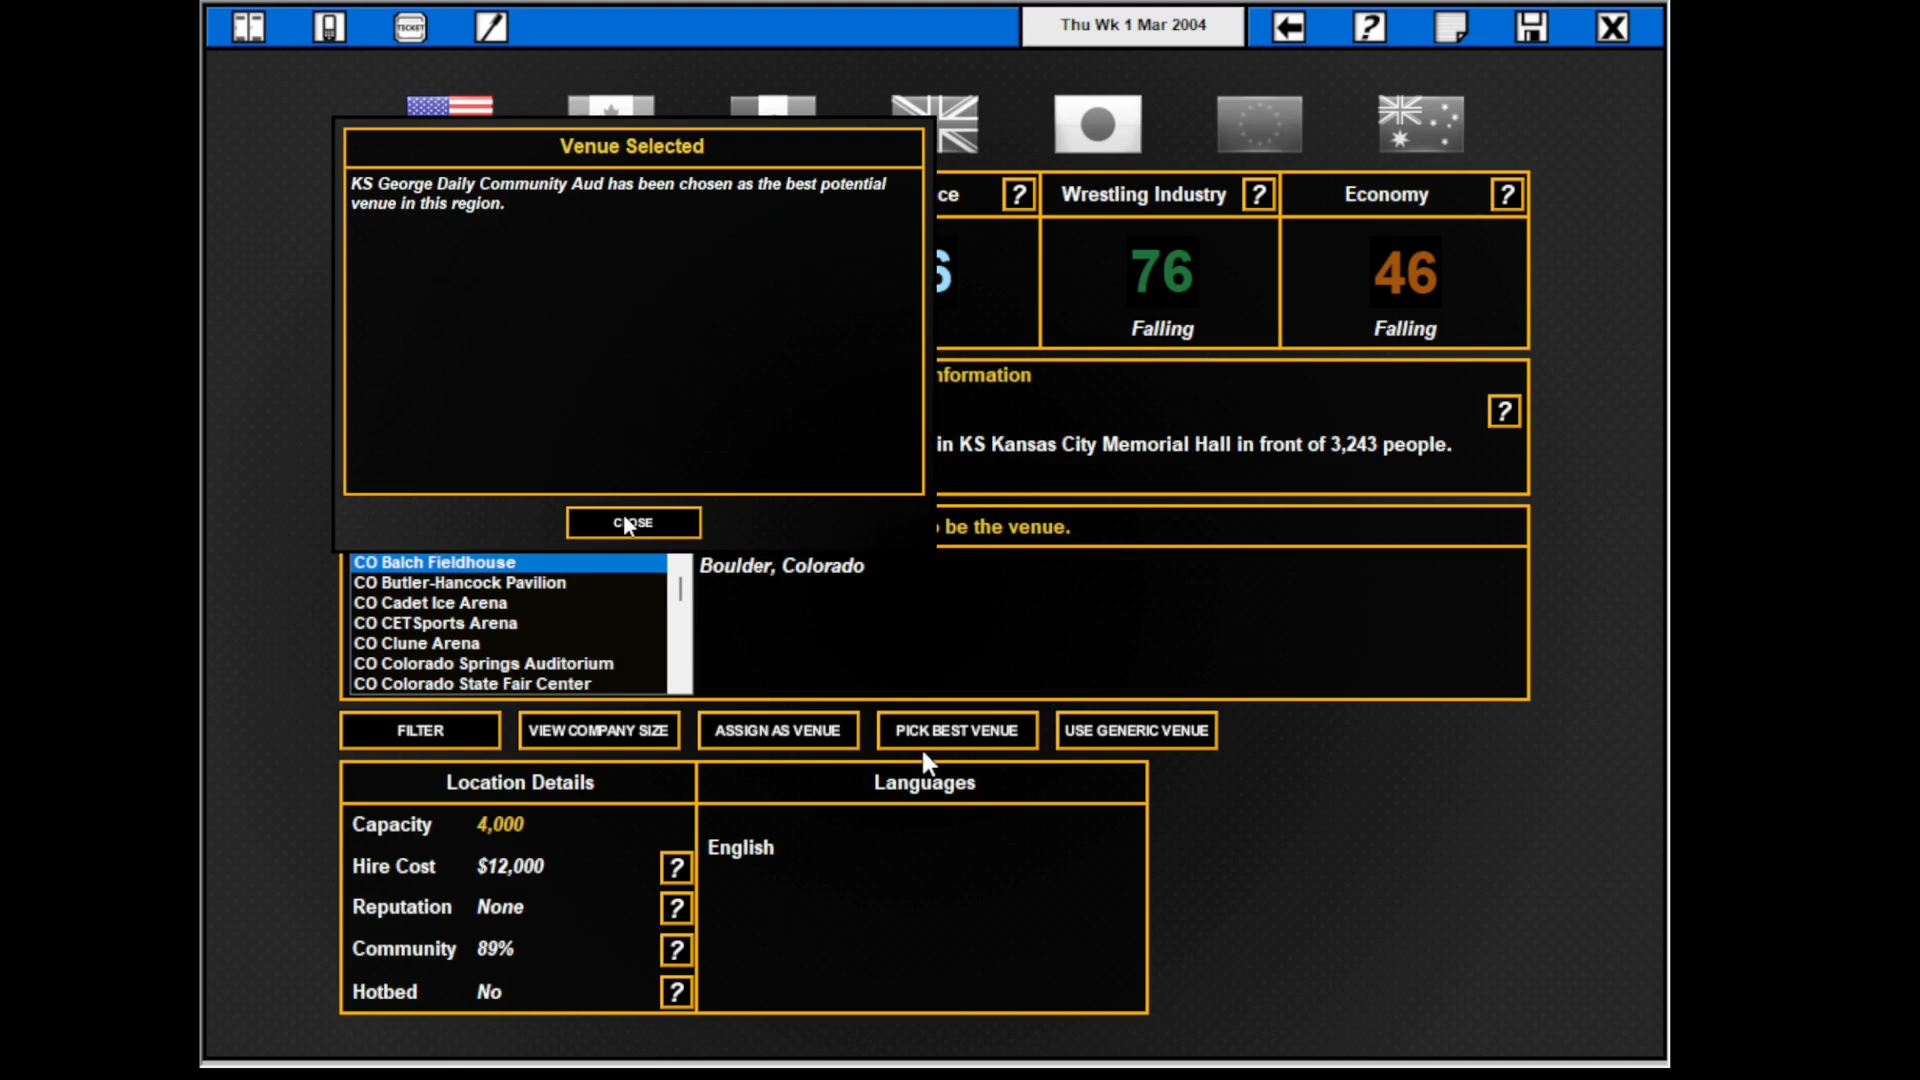 TICKET
Thu Wk 1 Mar 2004
?
X
Venue Selected
KS George Daily Community Aud has been chosen as the best potential
venue in this region.
CLOSE
?
Wrestling Industry ?
Economy ?
76
46
Falling
Falling
?
in KS Kansas City Memorial Hall in front of 3,243 people.
be the venue.
CO Balch Fieldhouse
CO Butler-Hancock Pavilion
CO Cadet Ice Arena
CO CETSports Arena
CO Clune Arena
CO Colorado Springs Auditorium
CO Colorado State Fair Center
Boulder, Colorado
FILTER
VIEW COMPANY SIZE
ASSIGN AS VENUE
PICK BEST VENUE
USE GENERIC VENUE
Location Details
Capacity 4,000
Hire Cost $12,000 ?
Reputation None ?
Community 89% ?
Hotbed No ?
Languages
English